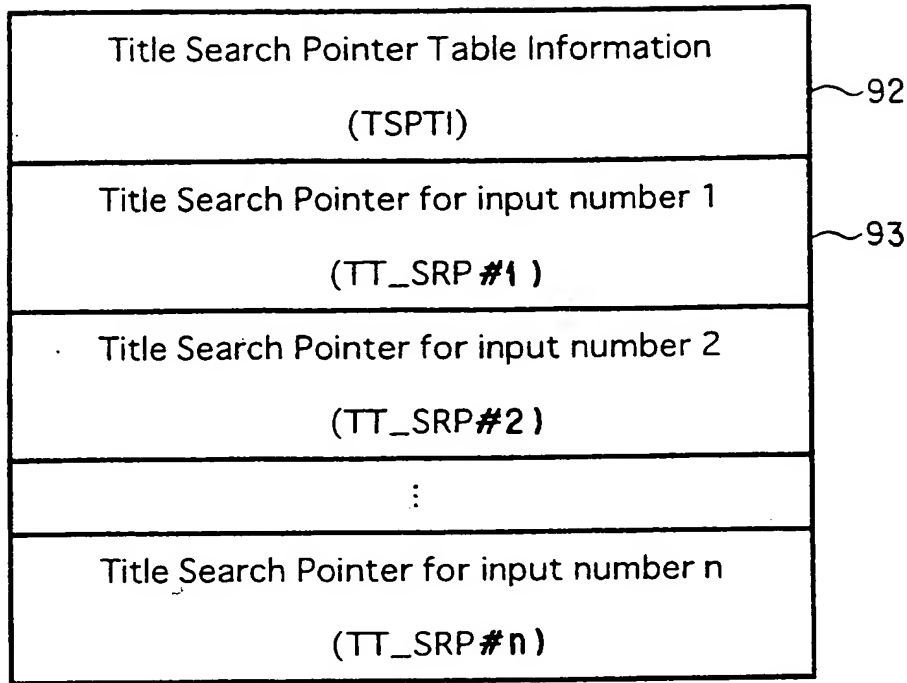 Title Search Pointer Table Information
(TSPTI)
92
Title Search Pointer for input number 1
(TT_SRP#1)
93
Title Search Pointer for input number 2
(TT_SRP#2)
⋮
Title Search Pointer for input number n
(TT_SRP#n)